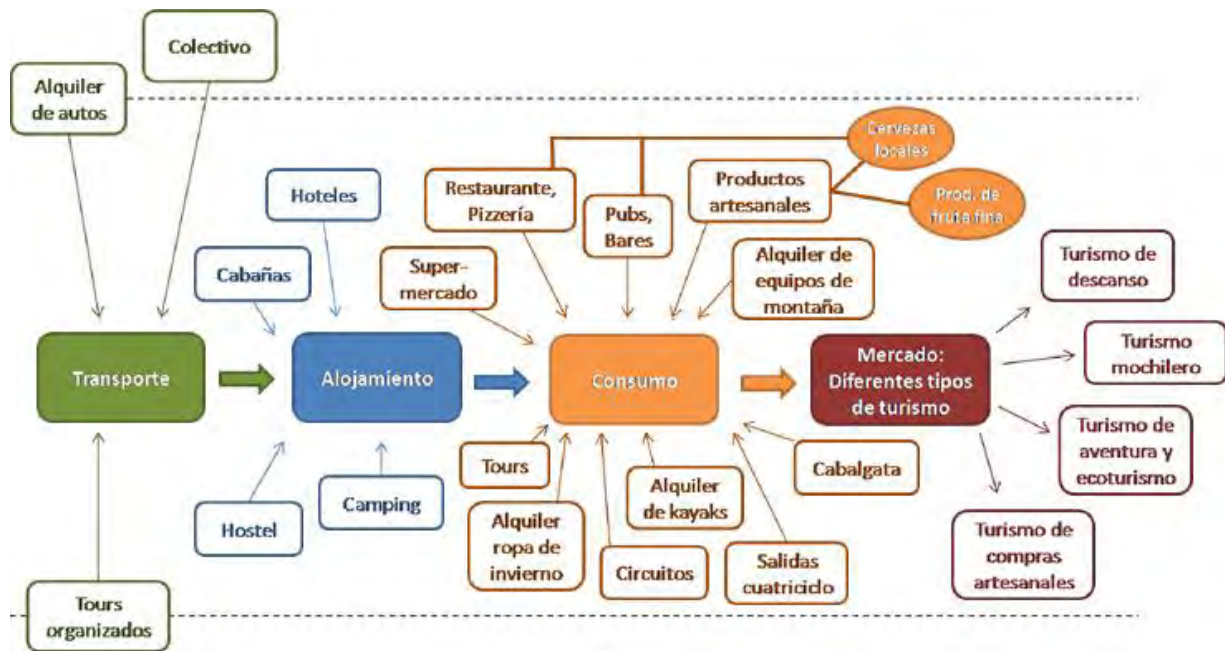 Colectivo
Alquiler
de autos
Cervezas
locales
Hoteles
Restaurante,
Pizzería
Pubs,
Bares
Productos
artesanales
Prod. de
fruta fina
Cabañas
Super-
mercado
Alquiler de
equipos de
montaña
Turismo de
descanso
Transporte
Alojamiento
Consumo
Mercado:
Diferentes tipos
de turismo
Turismo
mochilero
Tours
Cabalgata
Turismo de
aventura y
ecoturismo
Hostel
Camping
Alquiler
ropa de
invierno
Circuitos
Alquiler
de kayaks
Salidas
cuatriciclo
Turismo de
compras
artesanales
Tours
organizados